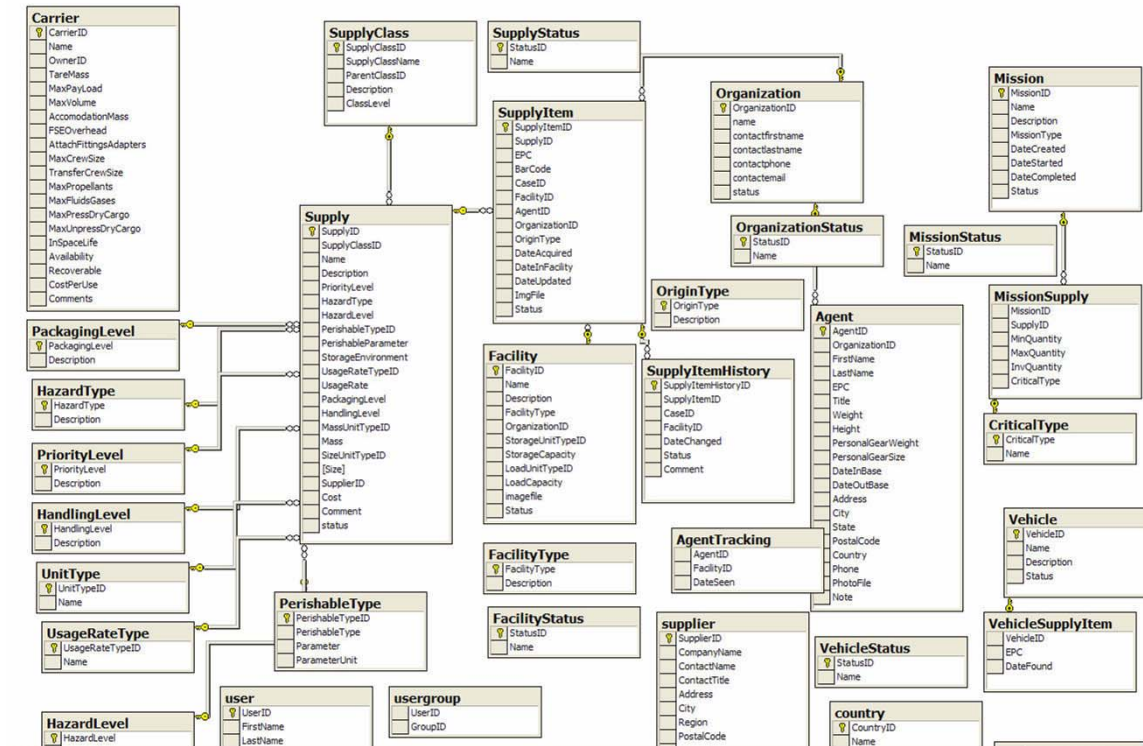 Carrier
CarrierID
Name
OwnerID
TareMass
MaxPayLoad
MaxVolume
AccomodationMass
FSEOverhead
AttachFittingsAdapters
MaxCrewSize
TransferCrewSize
MaxPropellants
MaxFluidsGases
MaxPressDryCargo
MaxUnpressDryCargo
InSpaceLife
Availability
Recoverable
CostPerUse
Comments
PackagingLevel
PackagingLevel
Description
HazardType
HazardType
Description
PriorityLevel
PriorityLevel
Description
HandlingLevel
HandlingLevel
Description
UnitType
UnitTypeID
Name
UsageRateType
UsageRateTypeID
Name
HazardLevel
HazardLevel
SupplyClass
SupplyClassID
SupplyClassName
ParentClassID
Description
ClassLevel
Supply
SupplyID
SupplyClassID
Name
Description
PriorityLevel
HazardType
HazardLevel
PerishableTypeID
PerishableParameter
StorageEnvironment
UsageRateTypeID
UsageRate
PackagingLevel
HandlingLevel
MassUnitTypeID
Mass
SizeUnitTypeID
[Size]
SupplierID
Cost
Comment
status
PerishableType
PerishableTypeID
PerishableType
Parameter
ParameterUnit
user
UserID
FirstName
LastName
usergroup
UserID
GroupID
SupplyStatus
StatusID
Name
SupplyItem
SupplyItemID
SupplyID
EPC
BarCode
CaseID
FacilityID
AgentID
OrganizationID
OriginType
DateAcquired
DateInFacility
DateUpdated
ImgFile
Status
Facility
FacilityID
Name
Description
FacilityType
OrganizationID
StorageUnitTypeID
StorageCapacity
LoadUnitTypeID
LoadCapacity
imagefile
Status
FacilityType
FacilityType
Description
FacilityStatus
StatusID
Name
Organization
OrganizationID
name
contactfirstname
contactlastname
contactphone
contactemail
status
OrganizationStatus
StatusID
Name
OriginType
OriginType
Description
SupplyItemHistory
SupplyItemHistoryID
SupplyItemID
CaseID
FacilityID
DateChanged
Status
Comment
AgentTracking
AgentID
FacilityID
DateSeen
supplier
SupplierID
CompanyName
ContactName
ContactTitle
Address
City
Region
PostalCode
Agent
AgentID
OrganizationID
FirstName
LastName
EPC
Title
Weight
Height
PersonalGearWeight
PersonalGearSize
DateInBase
DateOutBase
Address
City
State
PostalCode
Country
Phone
PhotoFile
Note
VehicleStatus
StatusID
Name
country
CountryID
Name
Mission
MissionID
Name
Description
MissionType
DateCreated
DateStarted
DateCompleted
Status
MissionStatus
StatusID
Name
MissionSupply
MissionID
SupplyID
MinQuantity
MaxQuantity
InvQuantity
CriticalType
CriticalType
CriticalType
Name
Vehicle
VehicleID
Name
Description
Status
VehicleSupplyItem
VehicleID
EPC
DateFound